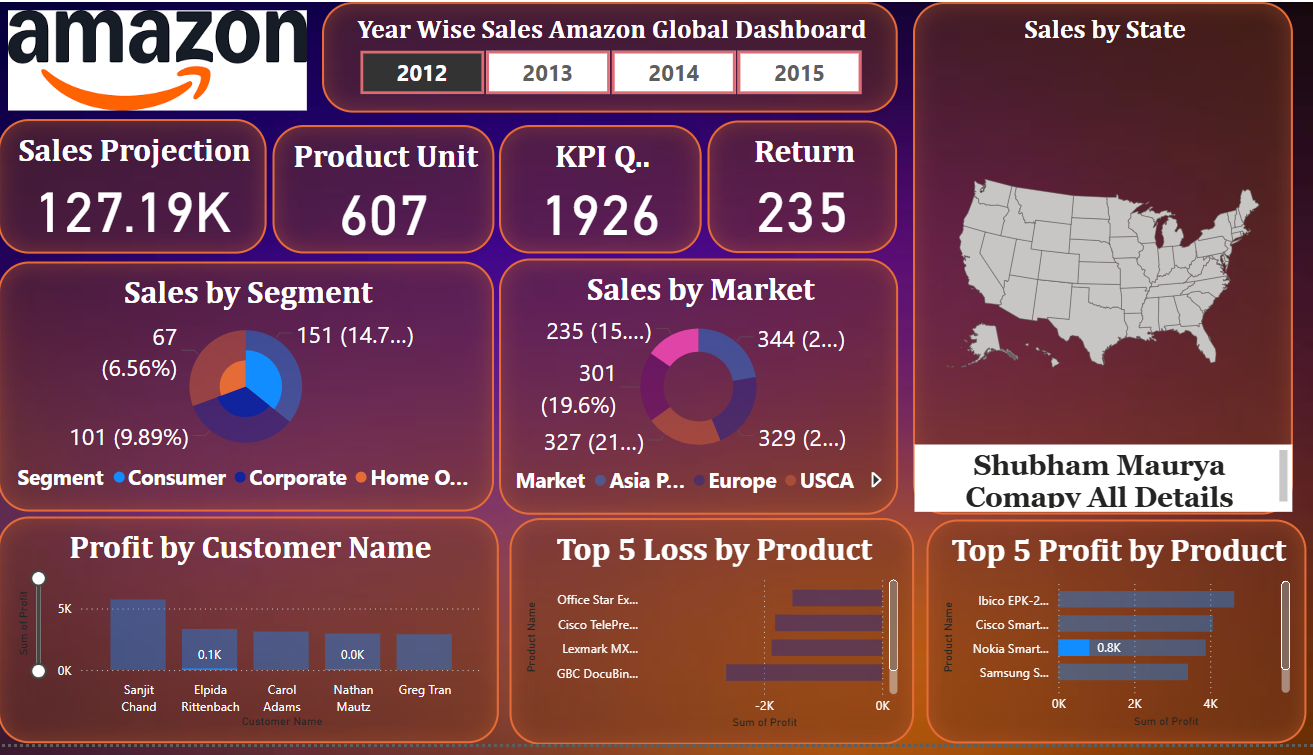 amazon
Year Wise Sales Amazon Global Dashboard
2012
2013
2014
2015
Sales by State
Sales Projection
127.19K
Product Unit
607
KPI Q..
1926
Return
235
Sales by Segment
67
(6.56%)
151 (14.7...)
101 (9.89%)
Segment Consumer Corporate Home O...
Sales by Market
235 (15....)
344 (2...)
301
(19.6%)
327 (21...)
329 (2...)
Market Asia P... Europe USCA
Shubham Maurya
Comapy All Details
Profit by Customer Name
Sum of Profit
5K
0K
0.1K
0.0K
Sanjit
Chand
Elpida
Rittenbach
Carol
Adams
Nathan
Mautz
Greg Tran
Customer Name
Top 5 Loss by Product
Product Name
Office Star Ex...
Cisco TelePre...
Lexmark MX...
GBC DocuBin...
-2K
0K
Sum of Profit
Top 5 Profit by Product
Product Name
Ibico EPK-2...
Cisco Smart...
Nokia Smart...
0.8K
Samsung S...
0K
2K
4K
Sum of Profit